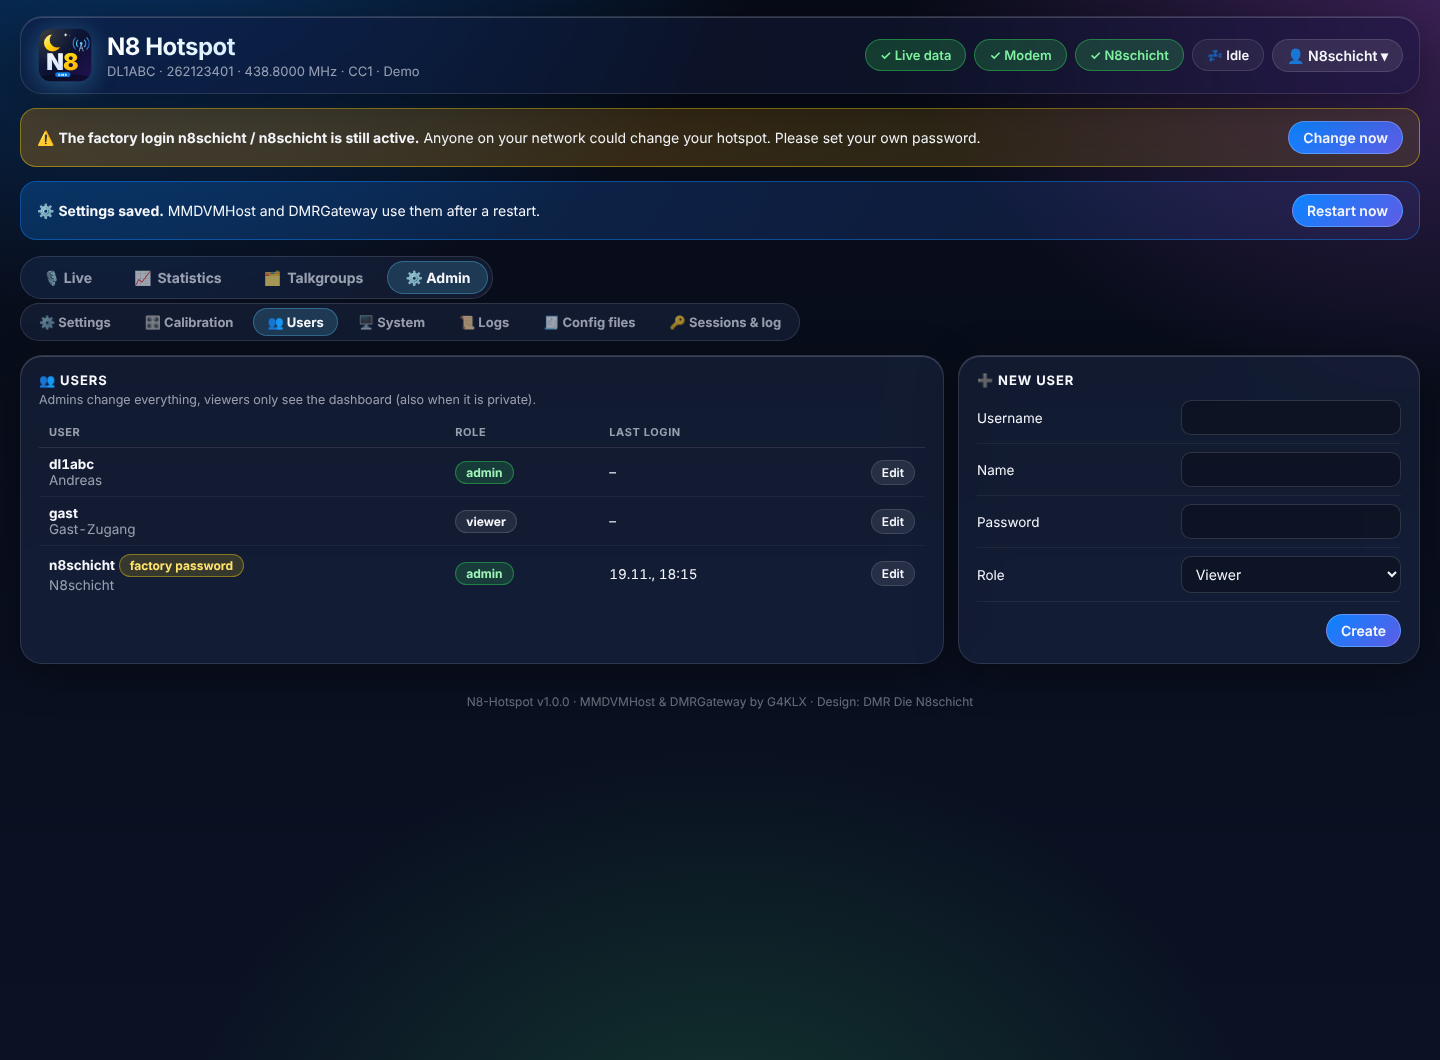 N8 Hotspot
DL1ABC · 262123401 · 438.8000 MHz · CC1 · Demo
N8
DMR
✓ Live data
✓ Modem
✓ N8schicht
💤 Idle
👤 N8schicht ▾
⚠️ The factory login n8schicht / n8schicht is still active. Anyone on your network could change your hotspot. Please set your own password.
Change now
⚙️ Settings saved. MMDVMHost and DMRGateway use them after a restart.
Restart now
🎙️ Live
📈 Statistics
🗂️ Talkgroups
⚙️ Admin
⚙️ Settings
🎛️ Calibration
👥 Users
🖥️ System
📜 Logs
🧾 Config files
🔑 Sessions & log
👥 USERS
Admins change everything, viewers only see the dashboard (also when it is private).
USER ROLE LAST LOGIN
dl1abc admin – Edit
Andreas
gast viewer – Edit
Gast-Zugang
n8schicht factory password admin 19.11., 18:15 Edit
N8schicht
➕ NEW USER
Username
Name
Password
Role Viewer
Create
N8-Hotspot v1.0.0 · MMDVMHost & DMRGateway by G4KLX · Design: DMR Die N8schicht